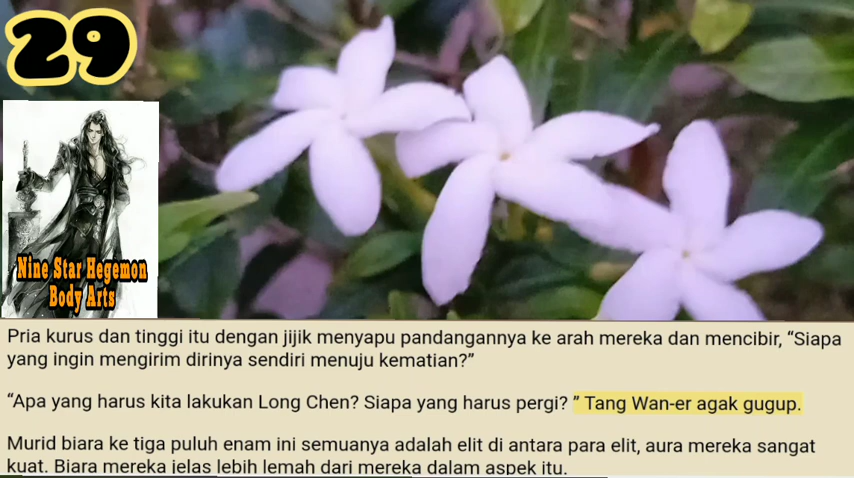 29
Nine Star Hegemon
Body Arts
Pria kurus dan tinggi itu dengan jijik menyapu pandangannya ke arah mereka dan mencibir, “Siapa
yang ingin mengirim dirinya sendiri menuju kematian?”
“Apa yang harus kita lakukan Long Chen? Siapa yang harus pergi? ” Tang Wan-er agak gugup.
Murid biara ke tiga puluh enam ini semuanya adalah elit di antara para elit, aura mereka sangat
kuat. Biara mereka jelas lebih lemah dari mereka dalam aspek itu.